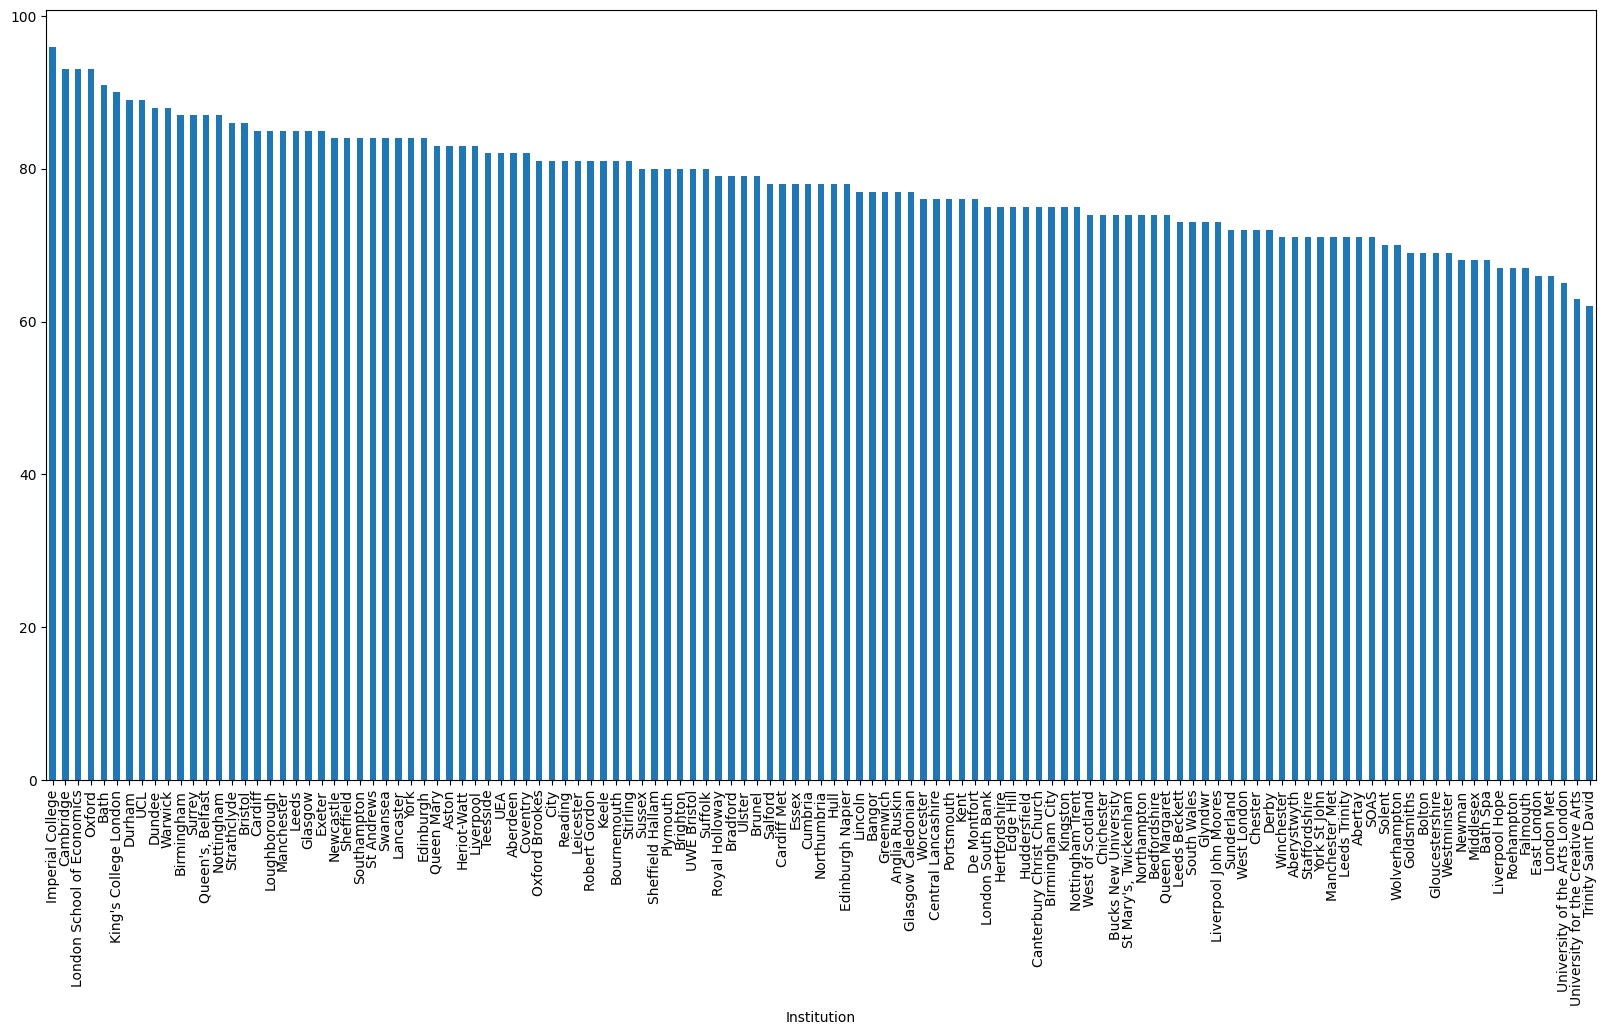 100
80
60
40
20
0
Imperial College
Cambridge
London School of Economics
Oxford
Bath
King's College London
Durham
UCL
Dundee
Warwick
Birmingham
Surrey
Queen's, Belfast
Nottingham
Strathclyde
Bristol
Cardiff
Loughborough
Manchester
Leeds
Glasgow
Exeter
Newcastle
Sheffield
Southampton
St Andrews
Swansea
Lancaster
York
Edinburgh
Queen Mary
Aston
Heriot-Watt
Liverpool
Teesside
UEA
Aberdeen
Coventry
Oxford Brookes
City
Reading
Leicester
Robert Gordon
Keele
Bournemouth
Stirling
Sussex
Sheffield Hallam
Plymouth
Brighton
UWE Bristol
Suffolk
Royal Holloway
Bradford
Ulster
Brunel
Salford
Cardiff Met
Essex
Cumbria
Northumbria
Hull
Edinburgh Napier
Lincoln
Bangor
Greenwich
Anglia Ruskin
Glasgow Caledonian
Worcester
Central Lancashire
Portsmouth
Kent
De Montfort
London South Bank
Hertfordshire
Edge Hill
Huddersfield
Canterbury Christ Church
Birmingham City
Kingston
Nottingham Trent
West of Scotland
Chichester
Bucks New University
St Mary's, Twickenham
Northampton
Bedfordshire
Queen Margaret
Leeds Beckett
South Wales
Glyndwr
Liverpool John Moores
Sunderland
West London
Chester
Derby
Winchester
Aberystwyth
Staffordshire
York St John
Manchester Met
Leeds Trinity
Abertay
SOAS
Solent
Wolverhampton
Goldsmiths
Bolton
Gloucestershire
Westminster
Newman
Middlesex
Bath Spa
Liverpool Hope
Roehampton
Falmouth
East London
London Met
University of the Arts London
University for the Creative Arts
Trinity Saint David
Institution